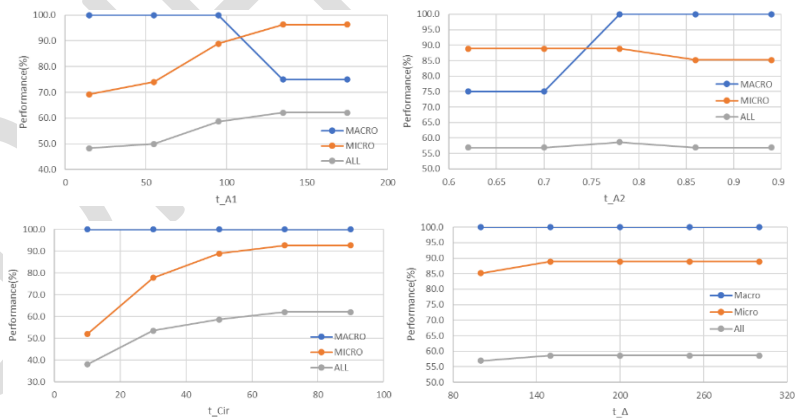 100.0
90.0
80.0
70.0
60.0
50.0
40.0
Performance(%)
MACRO
MICRO
ALL
0 50 100 150 200
t_A1
100.0
95.0
90.0
85.0
80.0
75.0
70.0
65.0
60.0
55.0
50.0
Performance(%)
MACRO
MICRO
ALL
0.6 0.65 0.7 0.75 0.8 0.85 0.9 0.9
t_A2
100.0
90.0
80.0
70.0
60.0
50.0
40.0
30.0
Performance(%)
MACRO
MICRO
ALL
0 20 40 60 80 100
t_Cir
100.0
95.0
90.0
85.0
80.0
75.0
70.0
65.0
60.0
55.0
50.0
Performance(%)
Macro
Micro
All
80 140 200 260 320
t_Δ